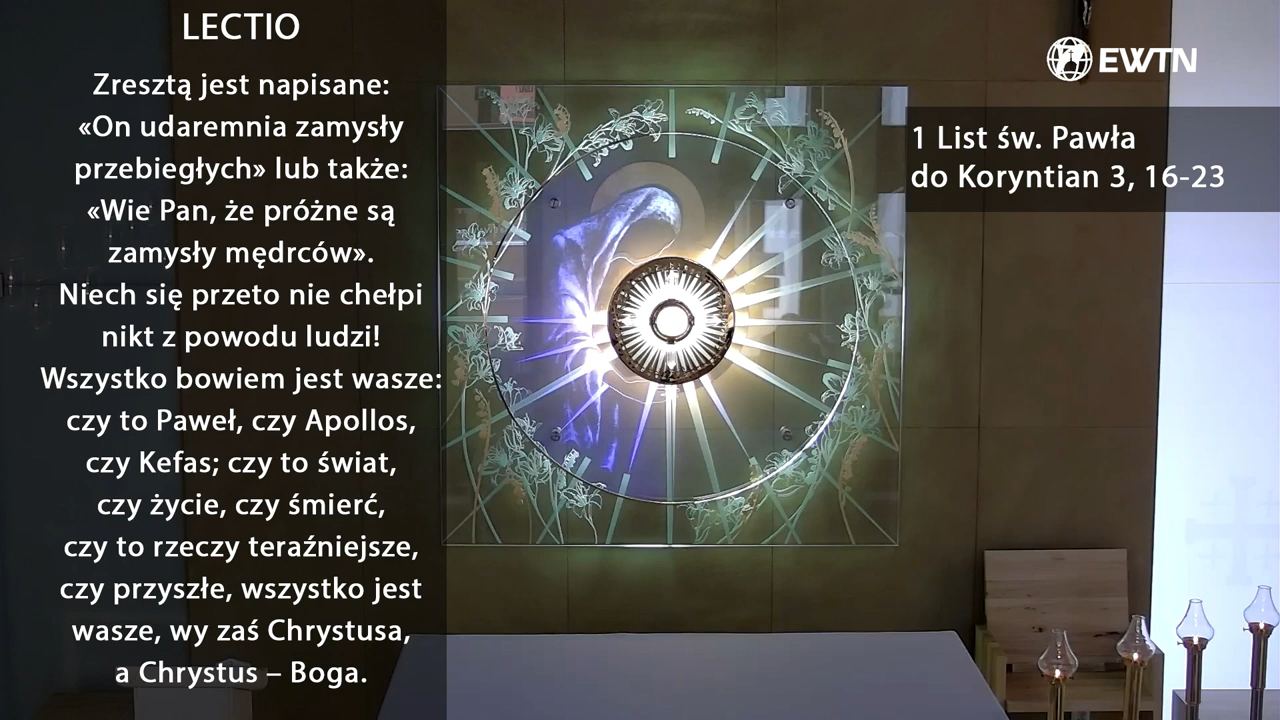 LECTIO
Zresztą jest napisane:
«On udaremnia zamysły
przebiegłych» lub także:
«Wie Pan, że próżne są
zamysły mędrców».
Niech się przeto nie chełpi
nikt z powodu ludzi!
Wszystko bowiem jest wasze:
czy to Paweł, czy Apollos,
czy Kefas; czy to świat,
czy życie, czy śmierć,
czy to rzeczy teraźniejsze,
czy przyszłe, wszystko jest
wasze, wy zaś Chrystusa,
a Chrystus – Boga.
EWTN
1 List św. Pawła
do Koryntian 3, 16-23